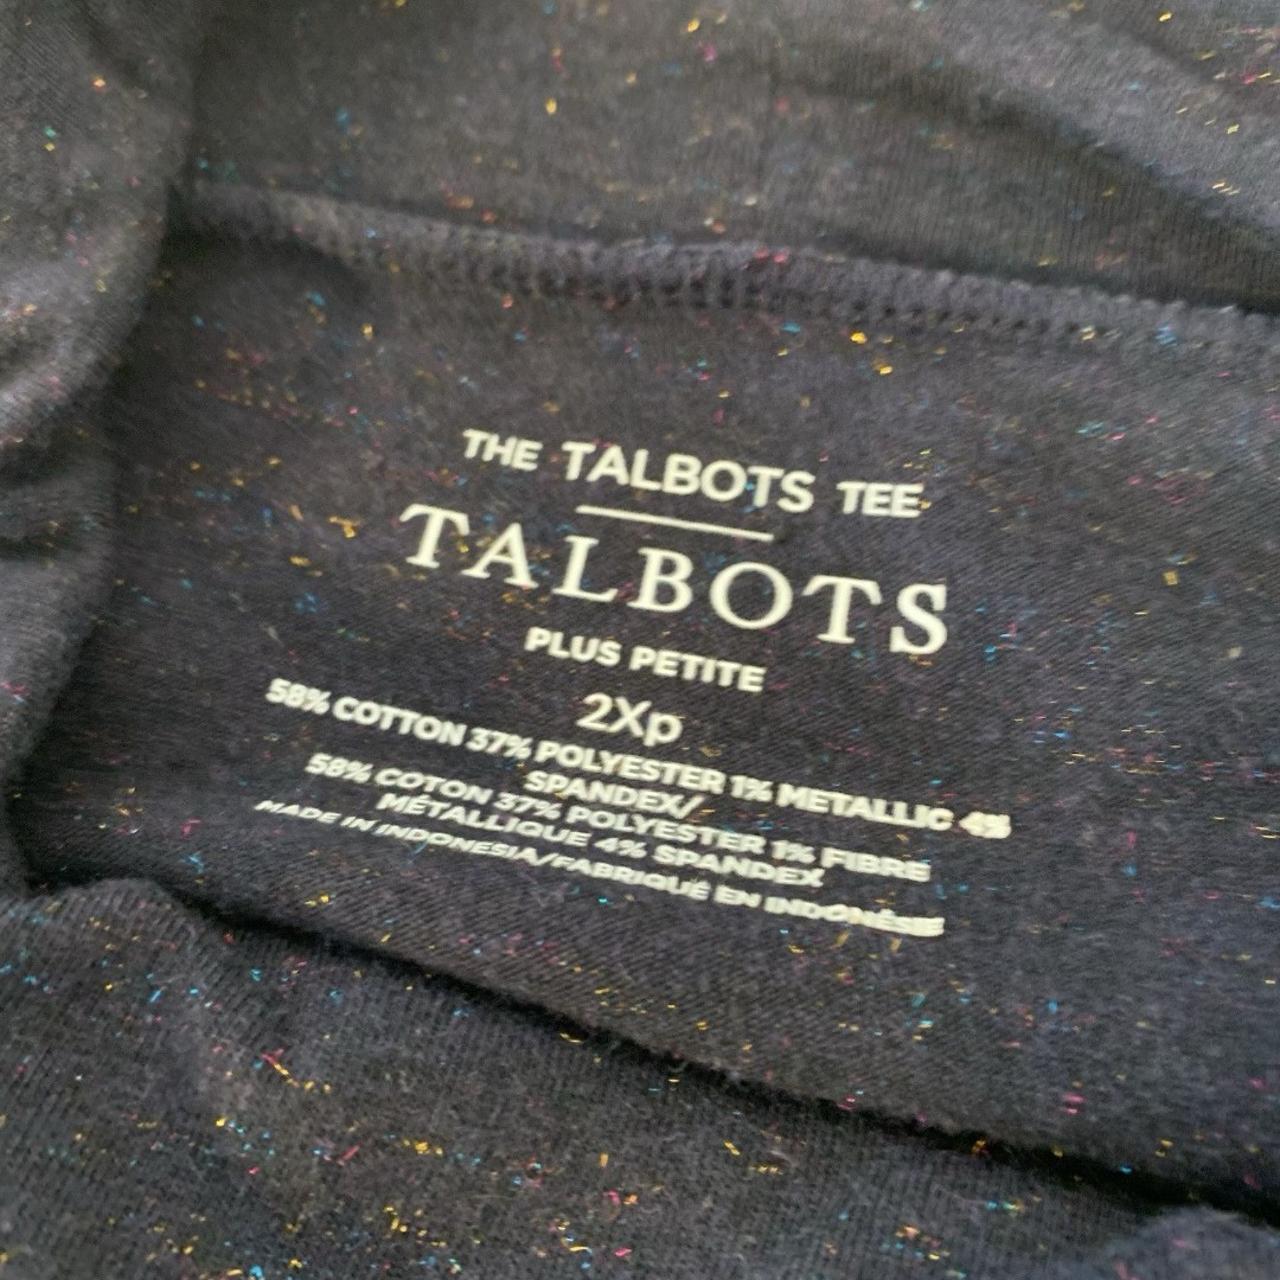 THE TALBOTS TEE
TALBOTS
PLUS PETITE
2Xp
58% COTTON 37% POLYESTER 1% METALLIC 4%
SPANDEX/
58% COTON 37% POLYESTER 1% FIBRE
MÉTALLIQUE 4% SPANDEX
MADE IN INDONESIA/FABRIQUÉ EN INDONÉSIE